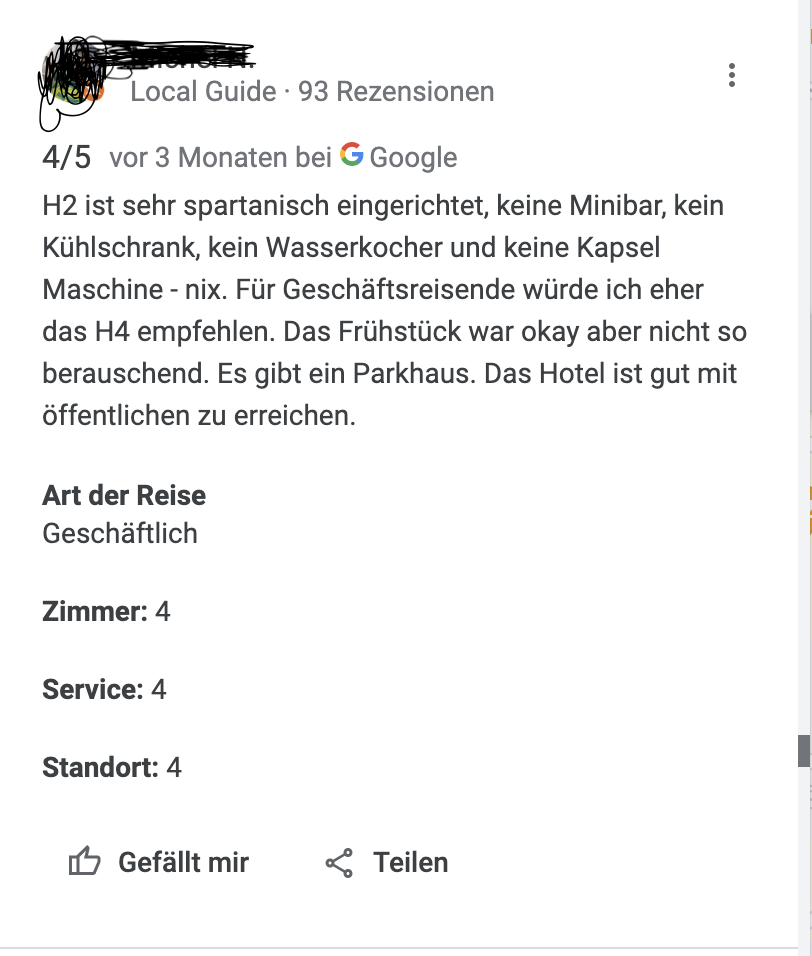 Local Guide · 93 Rezensionen
4/5 vor 3 Monaten bei Google
H2 ist sehr spartanisch eingerichtet, keine Minibar, kein
Kühlschrank, kein Wasserkocher und keine Kapsel
Maschine - nix. Für Geschäftsreisende würde ich eher
das H4 empfehlen. Das Frühstück war okay aber nicht so
berauschend. Es gibt ein Parkhaus. Das Hotel ist gut mit
öffentlichen zu erreichen.
Art der Reise
Geschäftlich
Zimmer: 4
Service: 4
Standort: 4
Gefällt mir Teilen